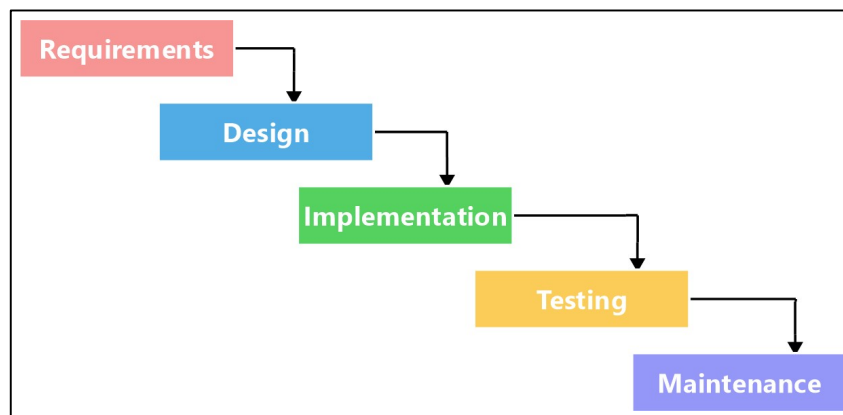 Requirements
Design
Implementation
Testing
Maintenance